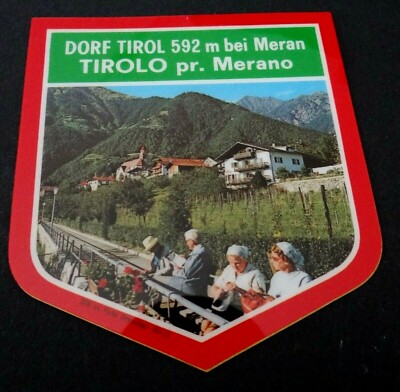 DORF TIROL 592 m bei Meran
TIROLO pr. Merano